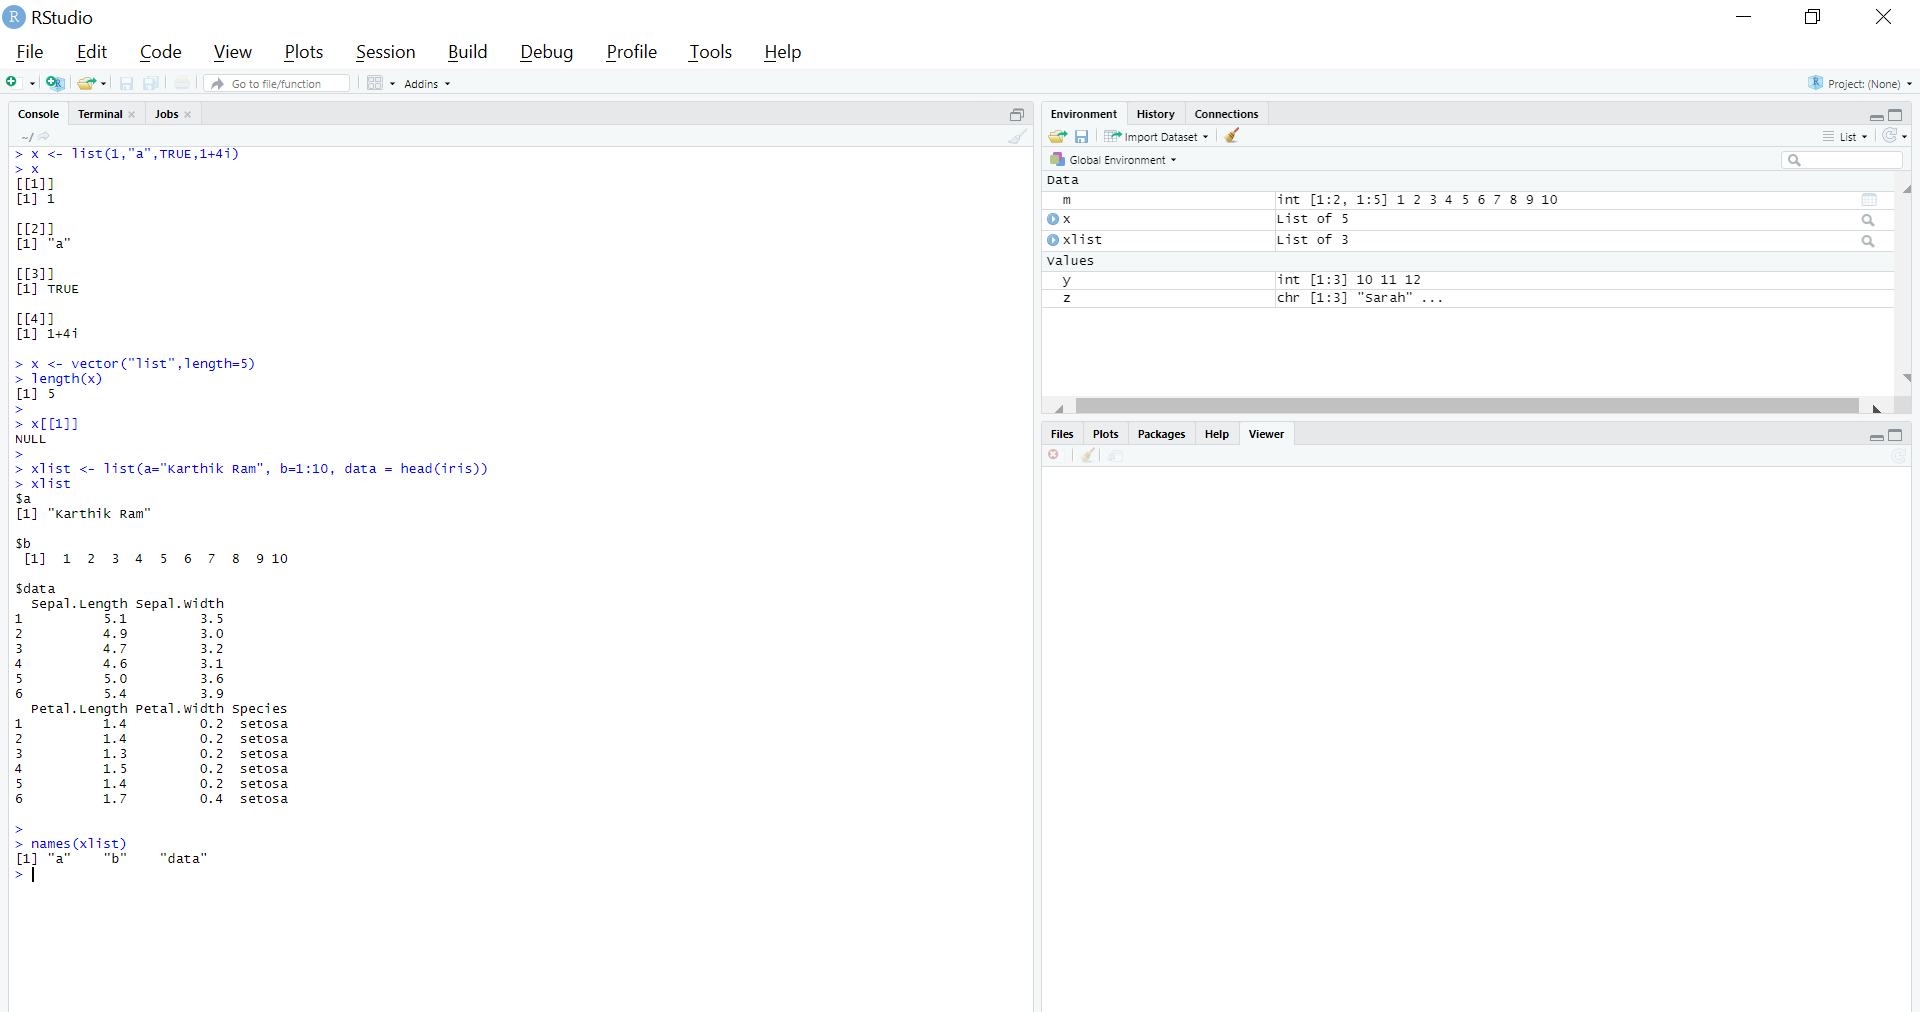 RStudio
File Edit Code View Plots Session Build Debug Profile Tools Help
Go to file/function Addins Project: (None)
Console Terminal Jobs
~/
> x <- list(1,"a",TRUE,1+4i)
> x
[[1]]
[1] 1
[[2]]
[1] "a"
[[3]]
[1] TRUE
[[4]]
[1] 1+4i
> x <- vector("list",length=5)
> length(x)
[1] 5
>
> x[[1]]
NULL
>
> xlist <- list(a="Karthik Ram", b=1:10, data = head(iris))
> xlist
$a
[1] "Karthik Ram"
$b
[1] 1 2 3 4 5 6 7 8 9 10
$data
Sepal.Length Sepal.Width
1 5.1 3.5
2 4.9 3.0
3 4.7 3.2
4 4.6 3.1
5 5.0 3.6
6 5.4 3.9
Petal.Length Petal.Width Species
1 1.4 0.2 setosa
2 1.4 0.2 setosa
3 1.3 0.2 setosa
4 1.5 0.2 setosa
5 1.4 0.2 setosa
6 1.7 0.4 setosa
>
> names(xlist)
[1] "a" "b" "data"
>
Environment History Connections
Import Dataset List
Global Environment
Data
m int [1:2, 1:5] 1 2 3 4 5 6 7 8 9 10
x List of 5
xlist List of 3
Values
y int [1:3] 10 11 12
z chr [1:3] "Sarah" ...
Files Plots Packages Help Viewer